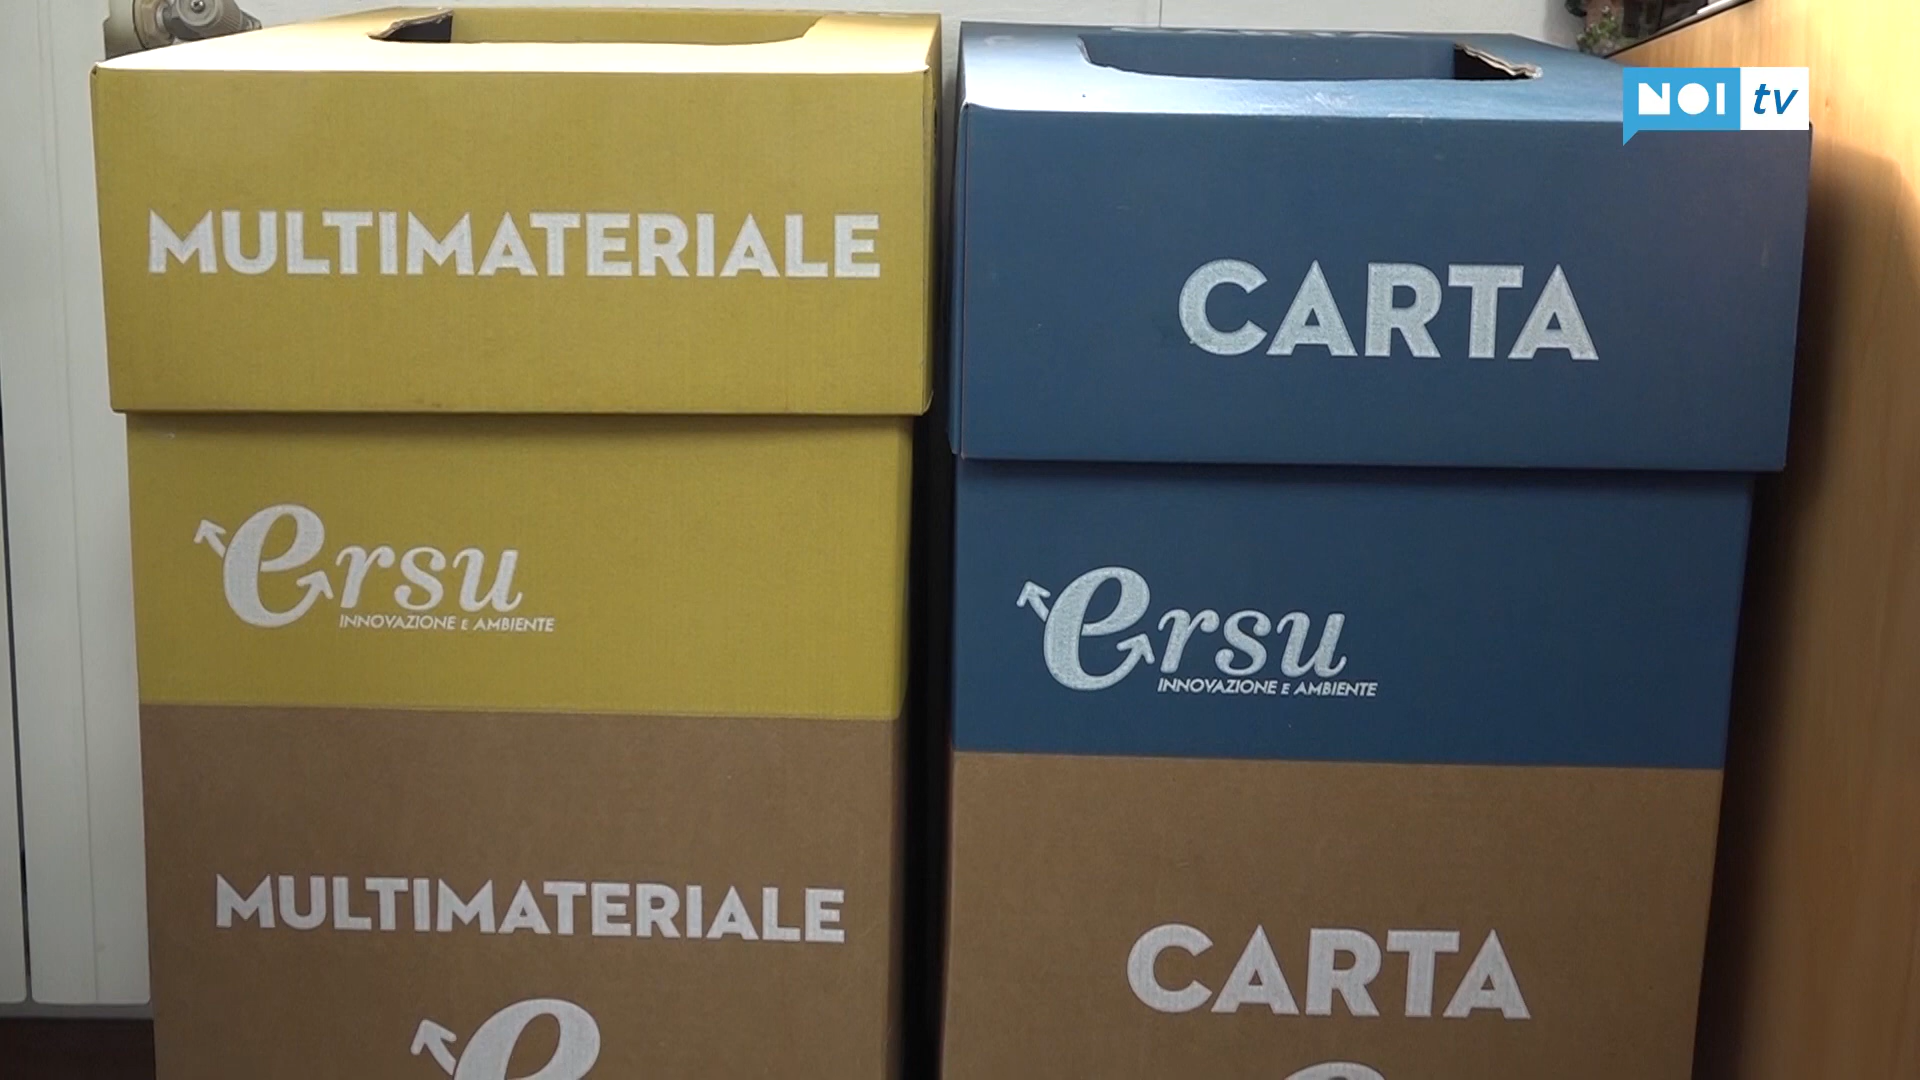 NOI tv
MULTIMATERIALE
CARTA
ersu
INNOVAZIONE E AMBIENTE
ersu
INNOVAZIONE E AMBIENTE
MULTIMATERIALE
CARTA